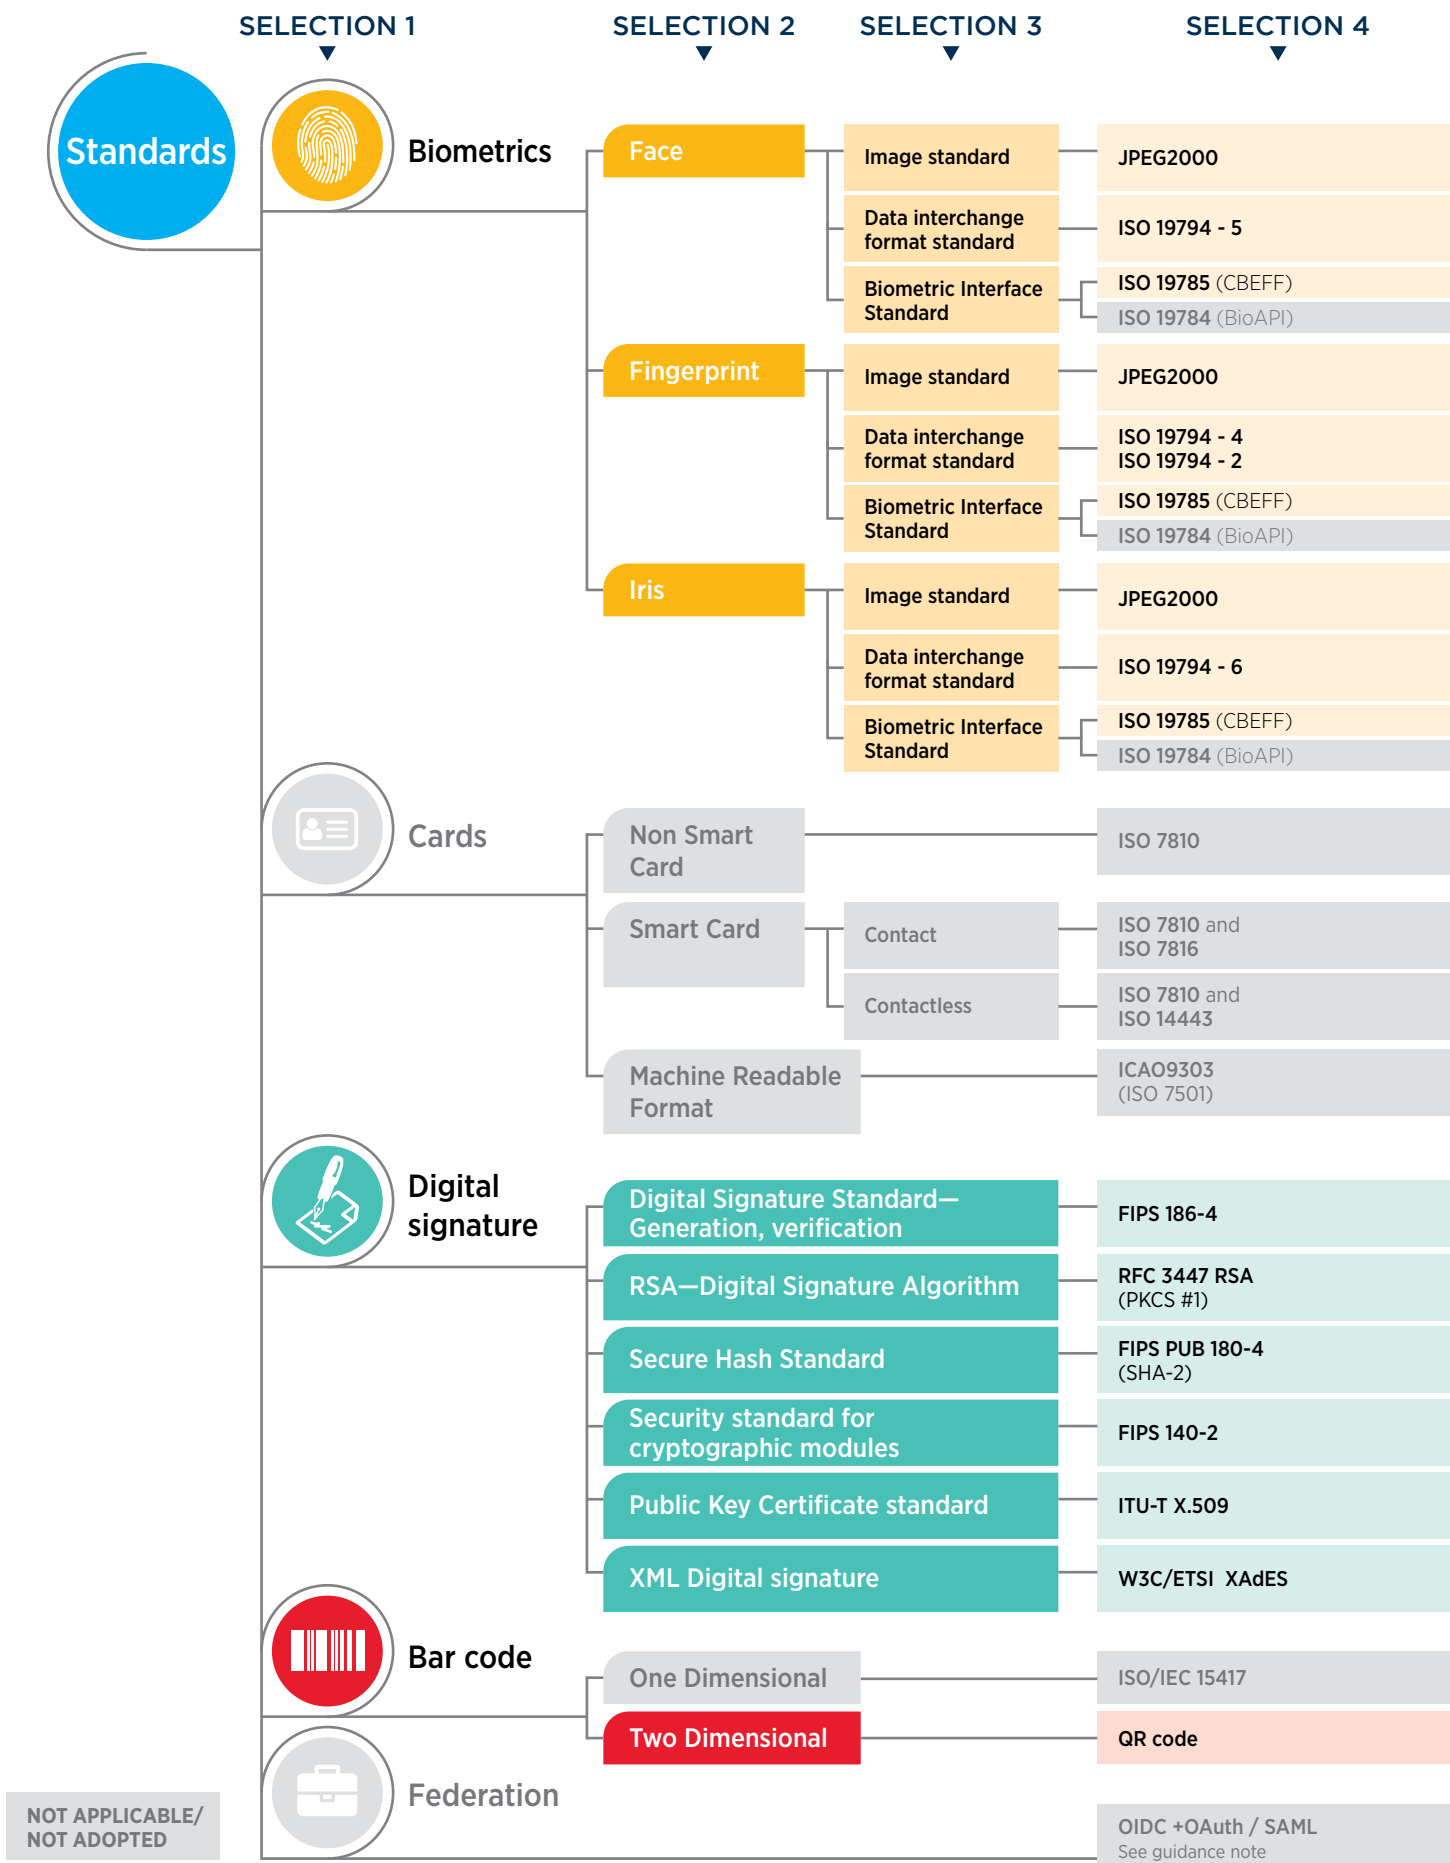 SELECTION 1
SELECTION 2
SELECTION 3
SELECTION 4
Standards
Biometrics
Face
Image standard
JPEG2000
Data interchange
format standard
ISO 19794 - 5
Biometric Interface
Standard
ISO 19785 (CBEFF)
ISO 19784 (BioAPI)
Fingerprint
Image standard
JPEG2000
Data interchange
format standard
ISO 19794 - 4
ISO 19794 - 2
Biometric Interface
Standard
ISO 19785 (CBEFF)
ISO 19784 (BioAPI)
Iris
Image standard
JPEG2000
Data interchange
format standard
ISO 19794 - 6
Biometric Interface
Standard
ISO 19785 (CBEFF)
ISO 19784 (BioAPI)
Cards
Non Smart
Card
ISO 7810
Smart Card
Contact
ISO 7810 and
ISO 7816
Contactless
ISO 7810 and
ISO 14443
Machine Readable
Format
ICAO9303
(ISO 7501)
Digital
signature
Digital Signature Standard—
Generation, verification
FIPS 186-4
RSA—Digital Signature Algorithm
RFC 3447 RSA
(PKCS #1)
Secure Hash Standard
FIPS PUB 180-4
(SHA-2)
Security standard for
cryptographic modules
FIPS 140-2
Public Key Certificate standard
ITU-T X.509
XML Digital signature
W3C/ETSI XAdES
Bar code
One Dimensional
ISO/IEC 15417
Two Dimensional
QR code
Federation
OIDC +OAuth / SAML
See guidance note
NOT APPLICABLE/
NOT ADOPTED